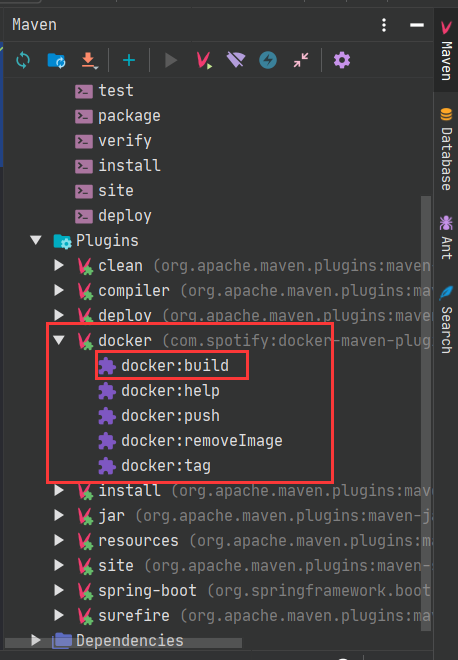 Maven
test
package
verify
install
site
deploy
Plugins
clean (org.apache.maven.plugins:maven
compiler (org.apache.maven.plugins:ma
deploy (org.apache.maven.plugins:mave
docker (com.spotify:docker-maven-plug
docker:build
docker:help
docker:push
docker:removeImage
docker:tag
install (org.apache.maven.plugins:mav
jar (org.apache.maven.plugins:maven-ja
resources (org.apache.maven.plugins:m
site (org.apache.maven.plugins:maven-s
spring-boot (org.springframework.boot
surefire (org.apache.maven.plugins:ma
Dependencies
Maven
Database
Ant
Search